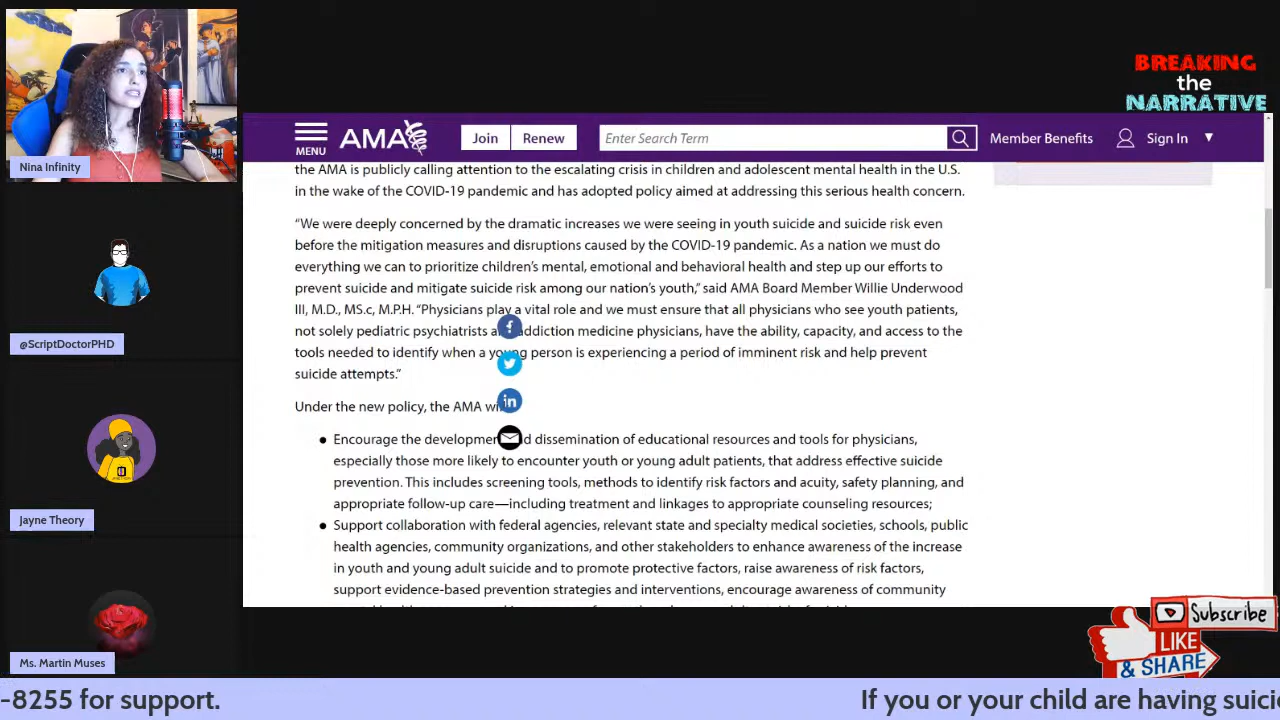 BREAKING
the
NARRATIVE
Nina Infinity
@ScriptDoctorPHD
Jayne Theory
Ms. Martin Muses
MENU
AMA
Join
Renew
Enter Search Term
Member Benefits
Sign In
the AMA is publicly calling attention to the escalating crisis in children and adolescent mental health in the U.S.
in the wake of the COVID-19 pandemic and has adopted policy aimed at addressing this serious health concern.
“We were deeply concerned by the dramatic increases we were seeing in youth suicide and suicide risk even
before the mitigation measures and disruptions caused by the COVID-19 pandemic. As a nation we must do
everything we can to prioritize children’s mental, emotional and behavioral health and step up our efforts to
prevent suicide and mitigate suicide risk among our nation’s youth,” said AMA Board Member Willie Underwood
III, M.D., MS.c, M.P.H. “Physicians play a vital role and we must ensure that all physicians who see youth patients,
not solely pediatric psychiatrists a addiction medicine physicians, have the ability, capacity, and access to the
tools needed to identify when a young person is experiencing a period of imminent risk and help prevent
suicide attempts.”
Under the new policy, the AMA wi
Encourage the developmen d dissemination of educational resources and tools for physicians,
especially those more likely to encounter youth or young adult patients, that address effective suicide
prevention. This includes screening tools, methods to identify risk factors and acuity, safety planning, and
appropriate follow-up care—including treatment and linkages to appropriate counseling resources;
Support collaboration with federal agencies, relevant state and specialty medical societies, schools, public
health agencies, community organizations, and other stakeholders to enhance awareness of the increase
in youth and young adult suicide and to promote protective factors, raise awareness of risk factors,
support evidence-based prevention strategies and interventions, encourage awareness of community
Subscribe
LIKE
& SHARE
-8255 for support.
If you or your child are having suici